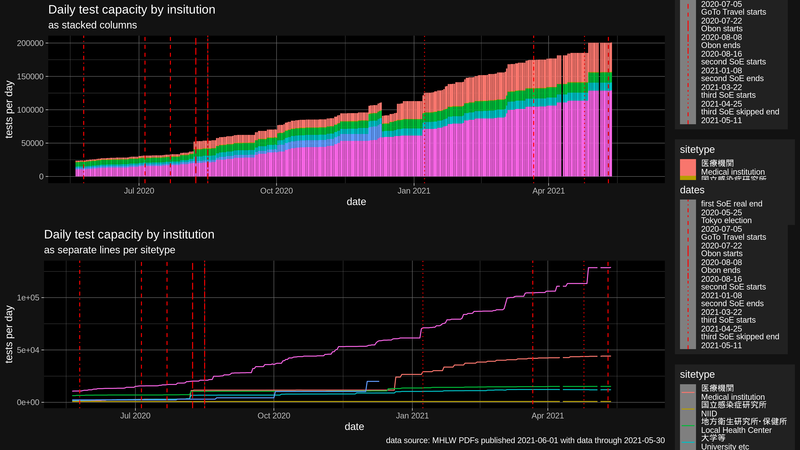 Daily test capacity by insitution
as stacked columns
200000
150000
100000
50000
0
tests per day
Jul 2020
Oct 2020
Jan 2021
Apr 2021
date
2020-07-05
GoTo Travel starts
2020-07-22
Obon starts
2020-08-08
Obon ends
2020-08-16
second SoE starts
2021-01-08
second SoE ends
2021-03-22
third SoE starts
2021-04-25
third SoE skipped end
2021-05-11
sitetype
医療機関
Medical institution
国立感染症研究所
dates
first SoE real end
2020-05-25
Tokyo election
2020-07-05
GoTo Travel starts
2020-07-22
Obon starts
2020-08-08
Obon ends
2020-08-16
second SoE starts
2021-01-08
second SoE ends
2021-03-22
third SoE starts
2021-04-25
third SoE skipped end
2021-05-11
Daily test capacity by institution
as separate lines per sitetype
1e+05
5e+04
0e+00
tests per day
Jul 2020
Oct 2020
Jan 2021
Apr 2021
date
sitetype
医療機関
Medical institution
国立感染症研究所
NIID
地方衛生研究所・保健所
Local Health Center
大学等
University etc
data source: MHLW PDFs published 2021-06-01 with data through 2021-05-30